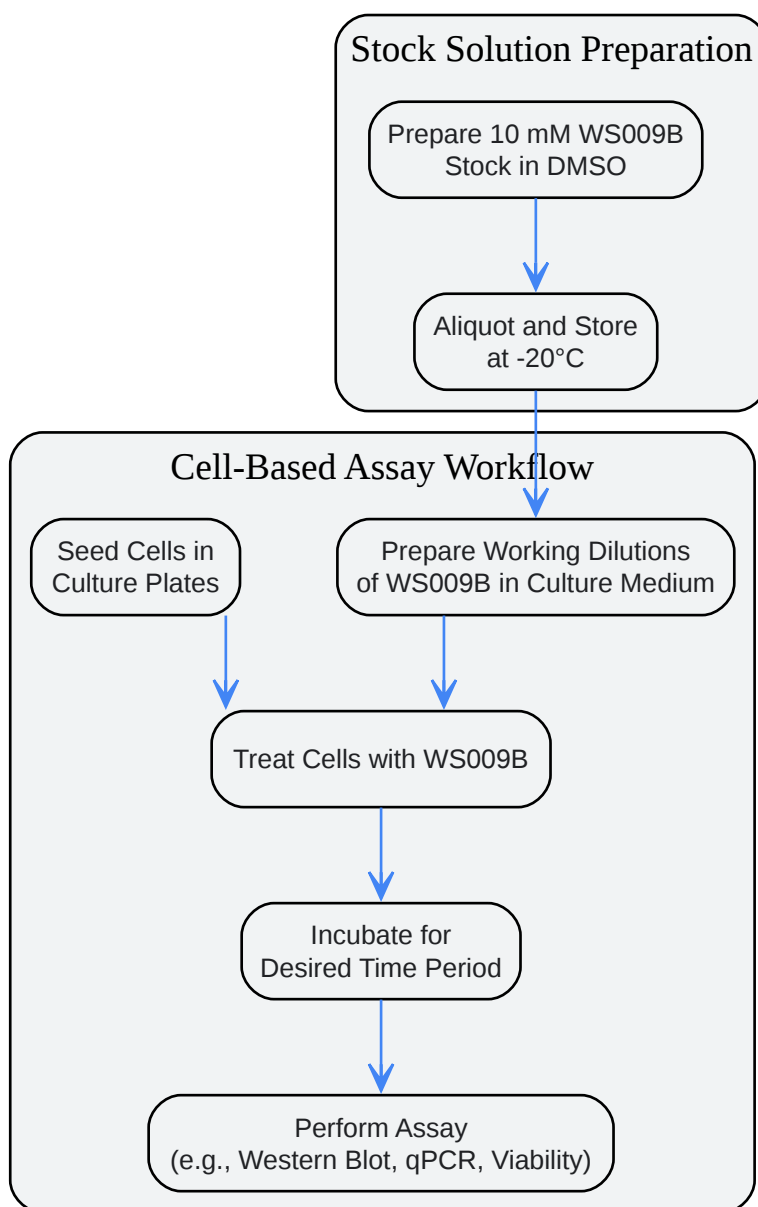 Stock Solution Preparation
Prepare 10 mM WS009B
Stock in DMSO
Aliquot and Store
at -20°C
Cell-Based Assay Workflow
Seed Cells in
Culture Plates
Prepare Working Dilutions
of WS009B in Culture Medium
Treat Cells with WS009B
Incubate for
Desired Time Period
Perform Assay
(e.g., Western Blot, qPCR, Viability)